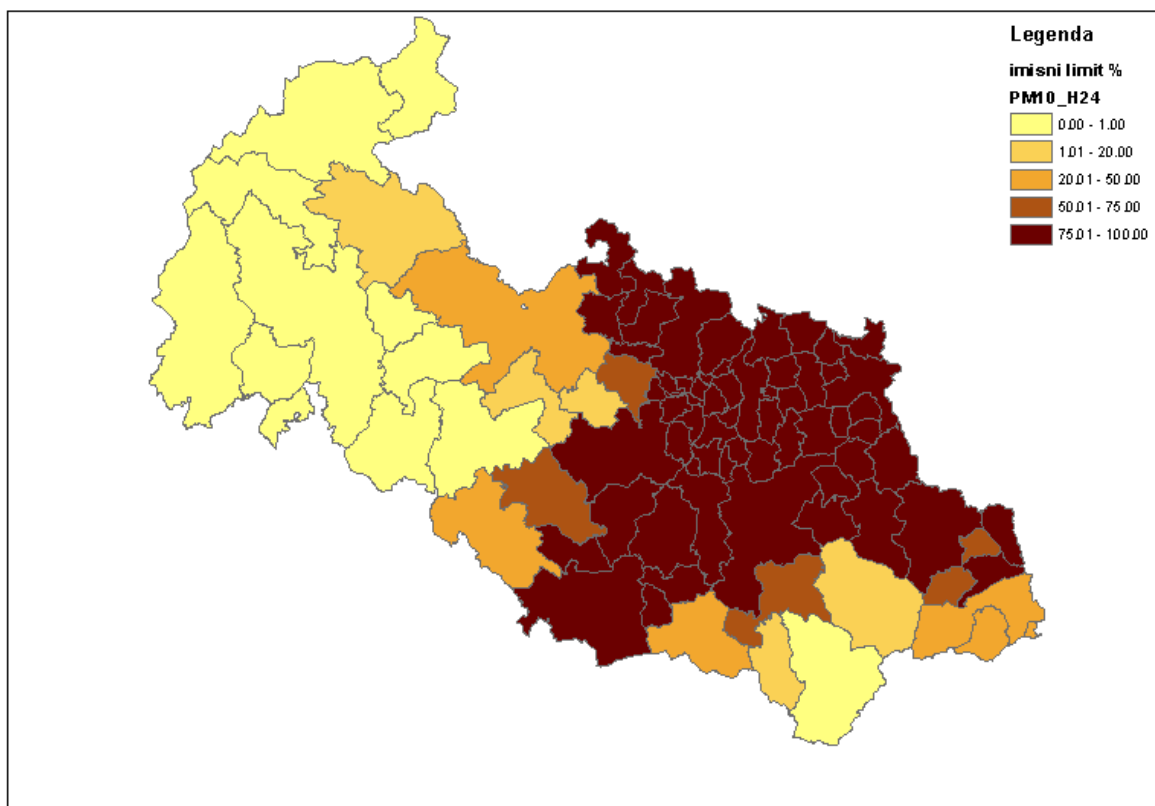 Legenda
imisni limit %
PM10_H24
0.00 - 1.00
1.01 - 20.00
20.01 - 50.00
50.01 - 75.00
75.01 - 100.00